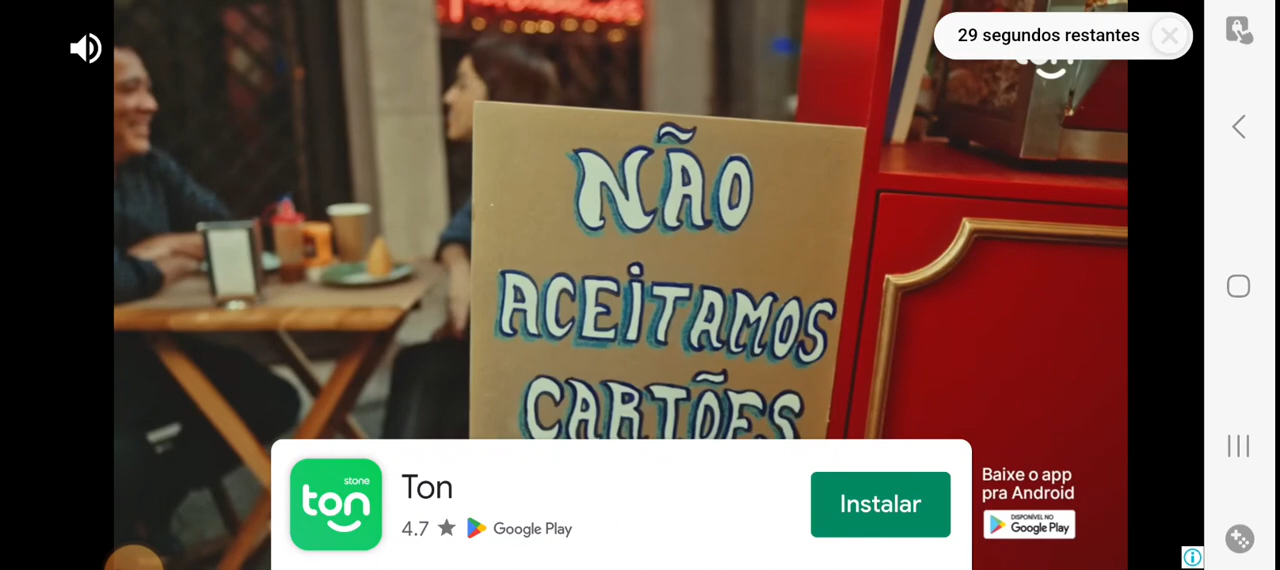 29 segundos restantes
ton
NÃO
ACEITAMOS
CARTÕES
stone
ton
Ton
4.7 ★ Google Play
Instalar
Baixe o app
pra Android
DISPONÍVEL NO
Google Play